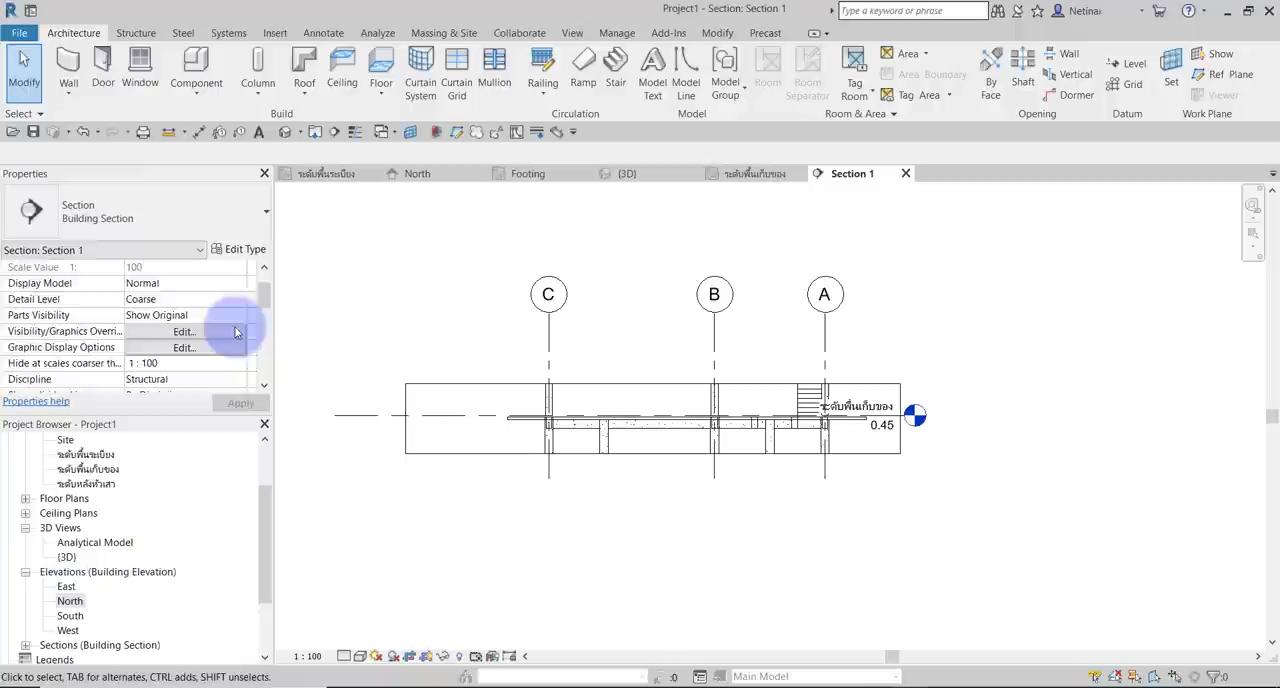 Project1 - Section: Section 1
Type a keyword or phrase
Netinai
File Architecture Structure Steel Systems Insert Annotate Analyze Massing & Site Collaborate View Manage Add-Ins Modify Precast
Modify Wall Door Window Component Column Roof Ceiling Floor Curtain System Curtain Grid Mullion Railing Ramp Stair Model Text Model Line Model Group Room Room Separator Tag Room Area Area Boundary Tag Area By Face Shaft Wall Vertical Dormer Level Grid Set Show Ref Plane Viewer
Select Build Circulation Model Room & Area Opening Datum Work Plane
Properties
ระดับพื้นระเบียง North Footing {3D} ระดับพื้นเก็บของ Section 1
Section
Building Section
Section: Section 1 Edit Type
Scale Value 1: 100
Display Model Normal
Detail Level Coarse
Parts Visibility Show Original
Visibility/Graphics Overri... Edit...
Graphic Display Options Edit...
Hide at scales coarser th... 1 : 100
Discipline Structural
Properties help Apply
Project Browser - Project1
Site
ระดับพื้นระเบียง
ระดับพื้นเก็บของ
ระดับหลังหัวเสา
Floor Plans
Ceiling Plans
3D Views
Analytical Model
{3D}
Elevations (Building Elevation)
East
North
South
West
Sections (Building Section)
Legends
C B A
ระดับพื้นเก็บของ
0.45
1 : 100
Click to select, TAB for alternates, CTRL adds, SHIFT unselects.
:0
Main Model
:0